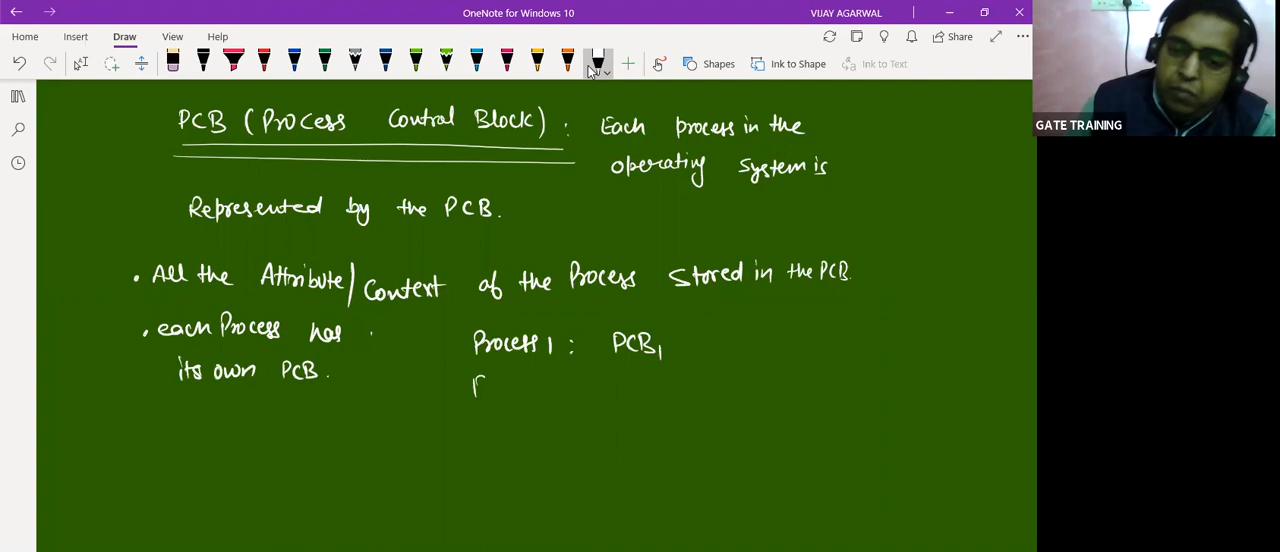 OneNote for Windows 10
VIJAY AGARWAL
Home Insert Draw View Help
Share
Shapes Ink to Shape Ink to Text
GATE TRAINING
PCB (Process Control Block) : Each process in the
operating system is
Represented by the PCB.
. All the Attribute/Context of the Process Stored in the PCB.
. each Process has
its own PCB.
Process 1 : PCB1